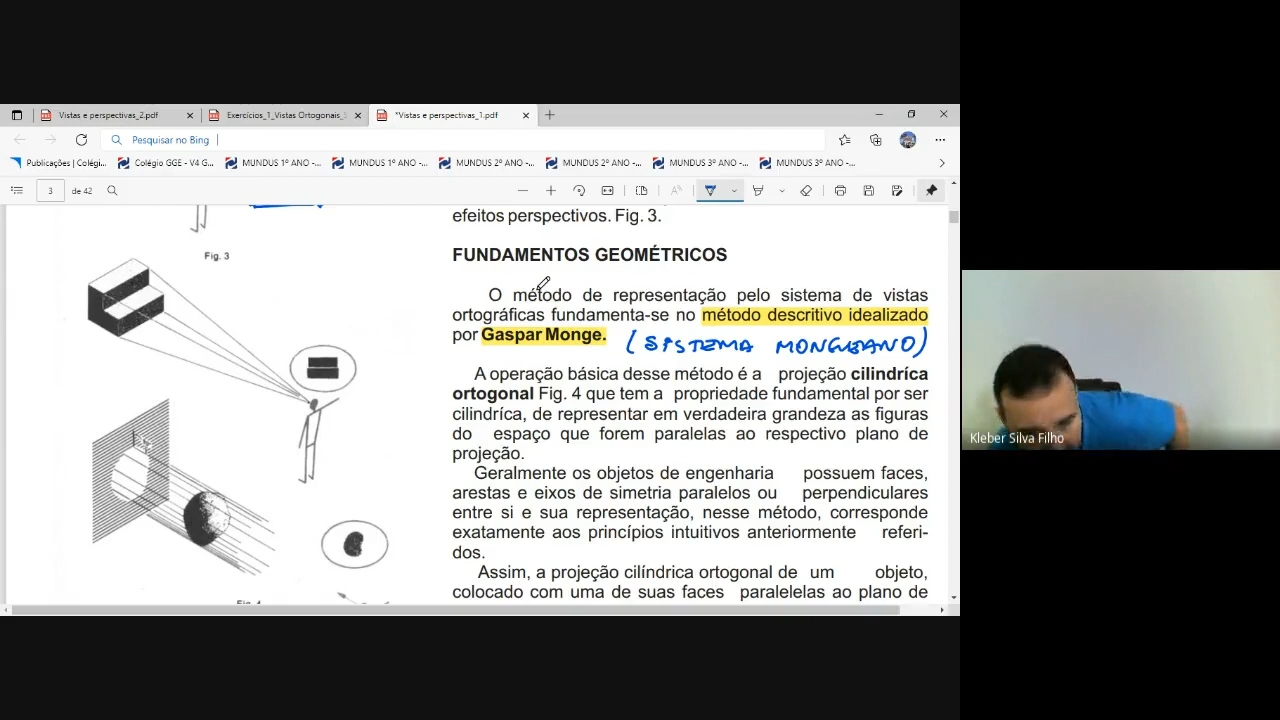 Vistas e perspectivas_2.pdf
Exercícios_1_Vistas Ortogonais_
*Vistas e perspectivas_1.pdf
Pesquisar no Bing
Publicações | Colégi...
Colégio GGE - V4 G...
MUNDUS 1º ANO -...
MUNDUS 1º ANO -...
MUNDUS 2º ANO -...
MUNDUS 2º ANO -...
MUNDUS 3º ANO -...
MUNDUS 3º ANO -...
3 de 42
efeitos perspectivos. Fig. 3.
Fig. 3
FUNDAMENTOS GEOMÉTRICOS
O método de representação pelo sistema de vistas
ortográficas fundamenta-se no método descritivo idealizado
por Gaspar Monge. (SISTEMA MONGEANO)
A operação básica desse método é a projeção cilindríca
ortogonal Fig. 4 que tem a propriedade fundamental por ser
cilindríca, de representar em verdadeira grandeza as figuras
do espaço que forem paralelas ao respectivo plano de
projeção.
Geralmente os objetos de engenharia possuem faces,
arestas e eixos de simetria paralelos ou perpendiculares
entre si e sua representação, nesse método, corresponde
exatamente aos princípios intuitivos anteriormente referi-
dos.
Assim, a projeção cilíndrica ortogonal de um objeto,
colocado com uma de suas faces paralelelas ao plano de
Kleber Silva Filho